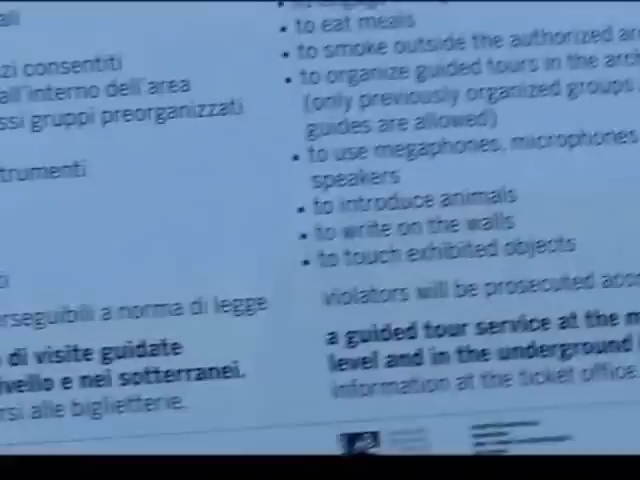 zi consentiti
all'interno dell'area
ssi gruppi preorganizzati
trumenti
rseguibili a norma di legge
di visite guidate
ivello e nei sotterranei.
rsi alle biglietterie.
• to eat meals
• to smoke outside the authorized
• to organize guided tours in the
(only previously organized groups
guides are allowed)
• to use megaphones, microphones
speakers
• to introduce animals
• to write on the walls
• to touch exhibited objects
violators will be prosecuted
a guided tour service at the
level and in the underground
information at the ticket office.